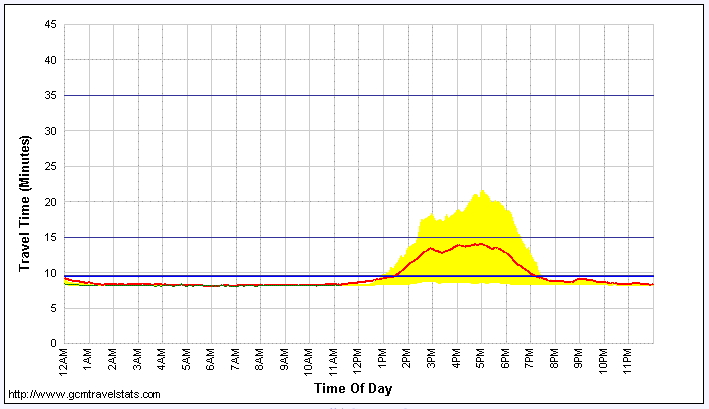 45
40
35
30
25
20
15
10
5
0
Travel Time (Minutes)
12AM
1AM
2AM
3AM
4AM
5AM
6AM
7AM
8AM
9AM
10AM
11AM
12PM
1PM
2PM
3PM
4PM
5PM
6PM
7PM
8PM
9PM
10PM
11PM
Time Of Day
http://www.gcmtravelstats.com